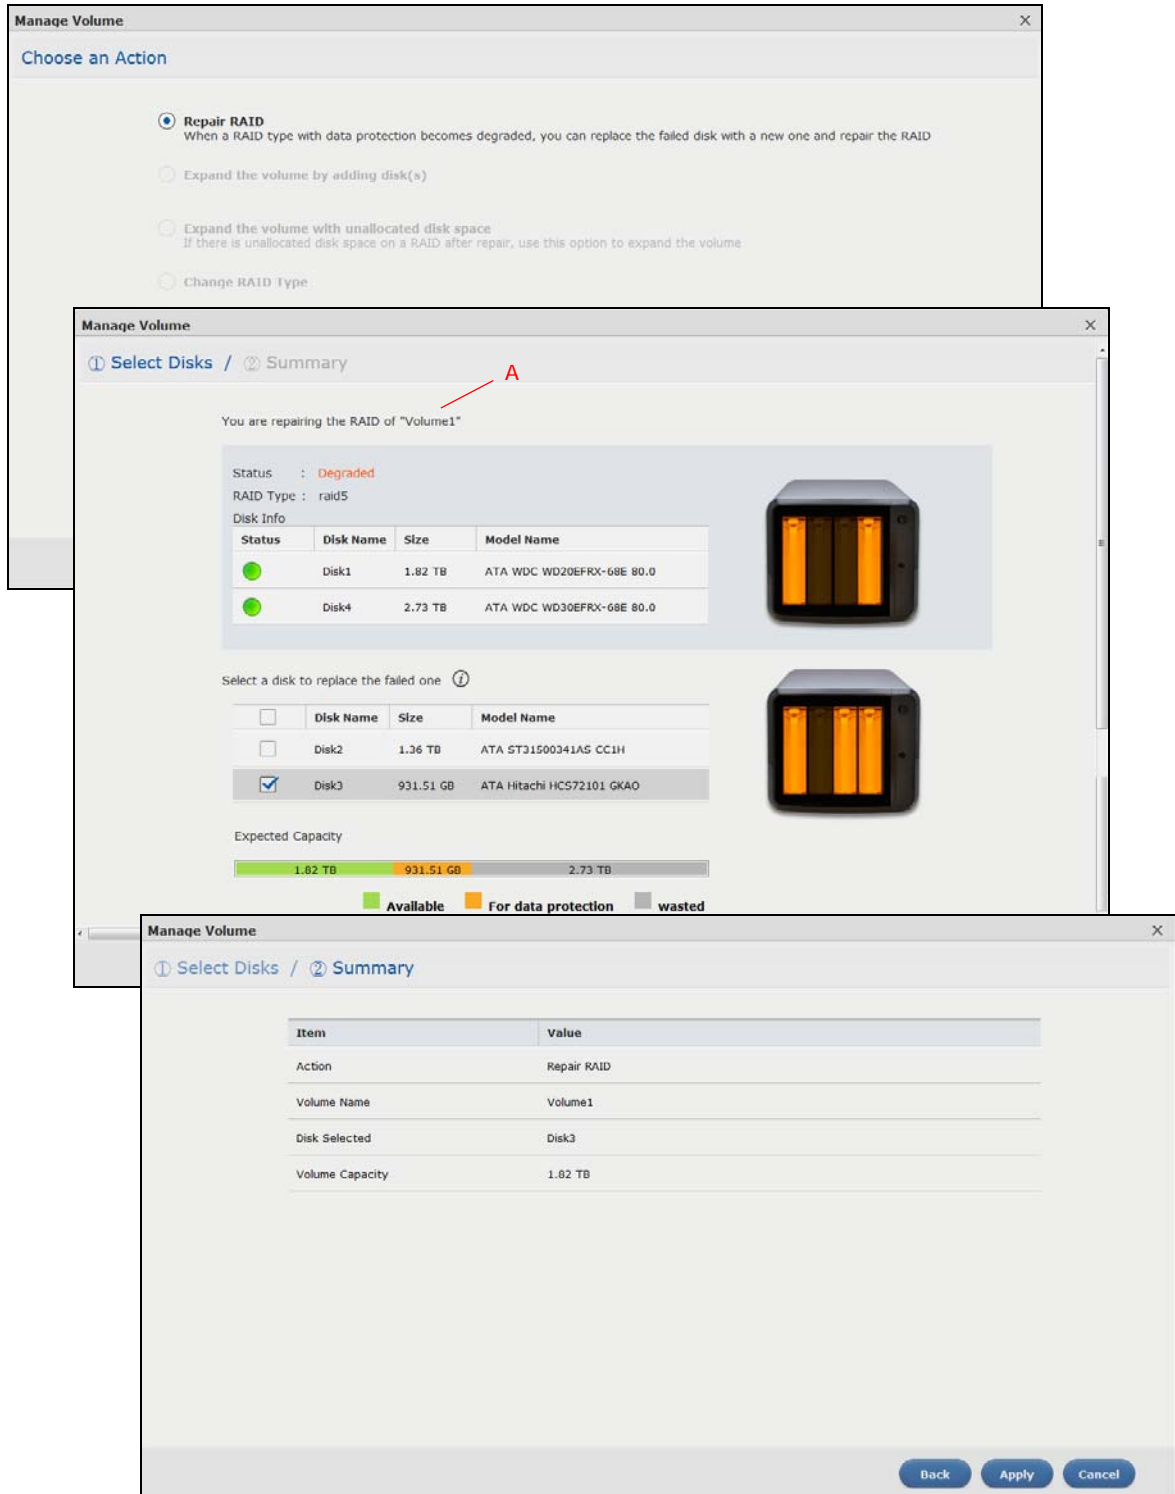 Manage Volume
Choose an Action
Repair RAID
When a RAID type with data protection becomes degraded, you can replace the failed disk with a new one and repair the RAID
Expand the volume by adding disk(s)
Expand the volume with unallocated disk space
If there is unallocated disk space on a RAID after repair, use this option to expand the volume
Change RAID Type
Manage Volume
① Select Disks / ② Summary
A
You are repairing the RAID of "Volume1"
Status : Degraded
RAID Type : raid5
Disk Info
Status Disk Name Size Model Name
Disk1 1.82 TB ATA WDC WD20EFRX-68E 80.0
Disk4 2.73 TB ATA WDC WD30EFRX-68E 80.0
Select a disk to replace the failed one i
Disk Name Size Model Name
Disk2 1.36 TB ATA ST31500341AS CC1H
Disk3 931.51 GB ATA Hitachi HCS72101 GKAO
Expected Capacity
1.82 TB 931.51 GB 2.73 TB
Available For data protection wasted
Manage Volume
① Select Disks / ② Summary
Item Value
Action Repair RAID
Volume Name Volume1
Disk Selected Disk3
Volume Capacity 1.82 TB
Back Apply Cancel